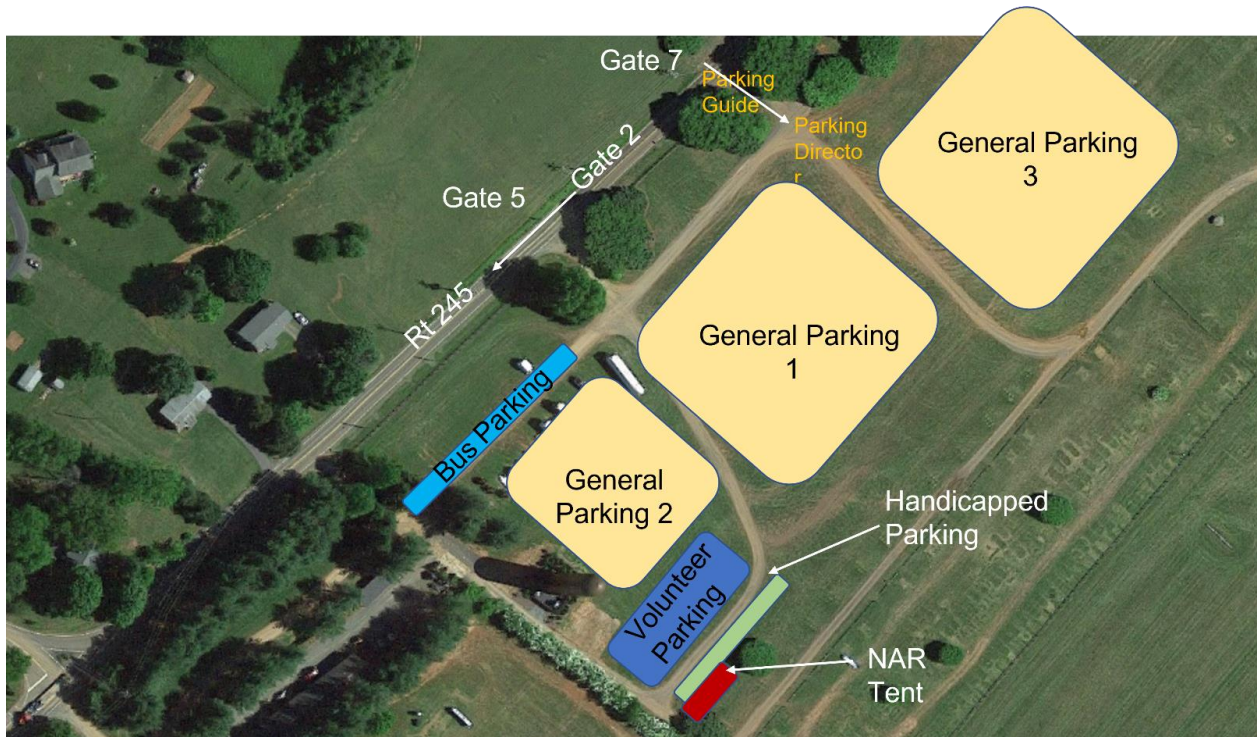 Gate 7
Parking
Guide
Parking
Directo
r
General Parking
3
Gate 2
Gate 5
Rt 245
General Parking
1
Bus Parking
General
Parking 2
Handicapped
Parking
Volunteer
Parking
NAR
Tent